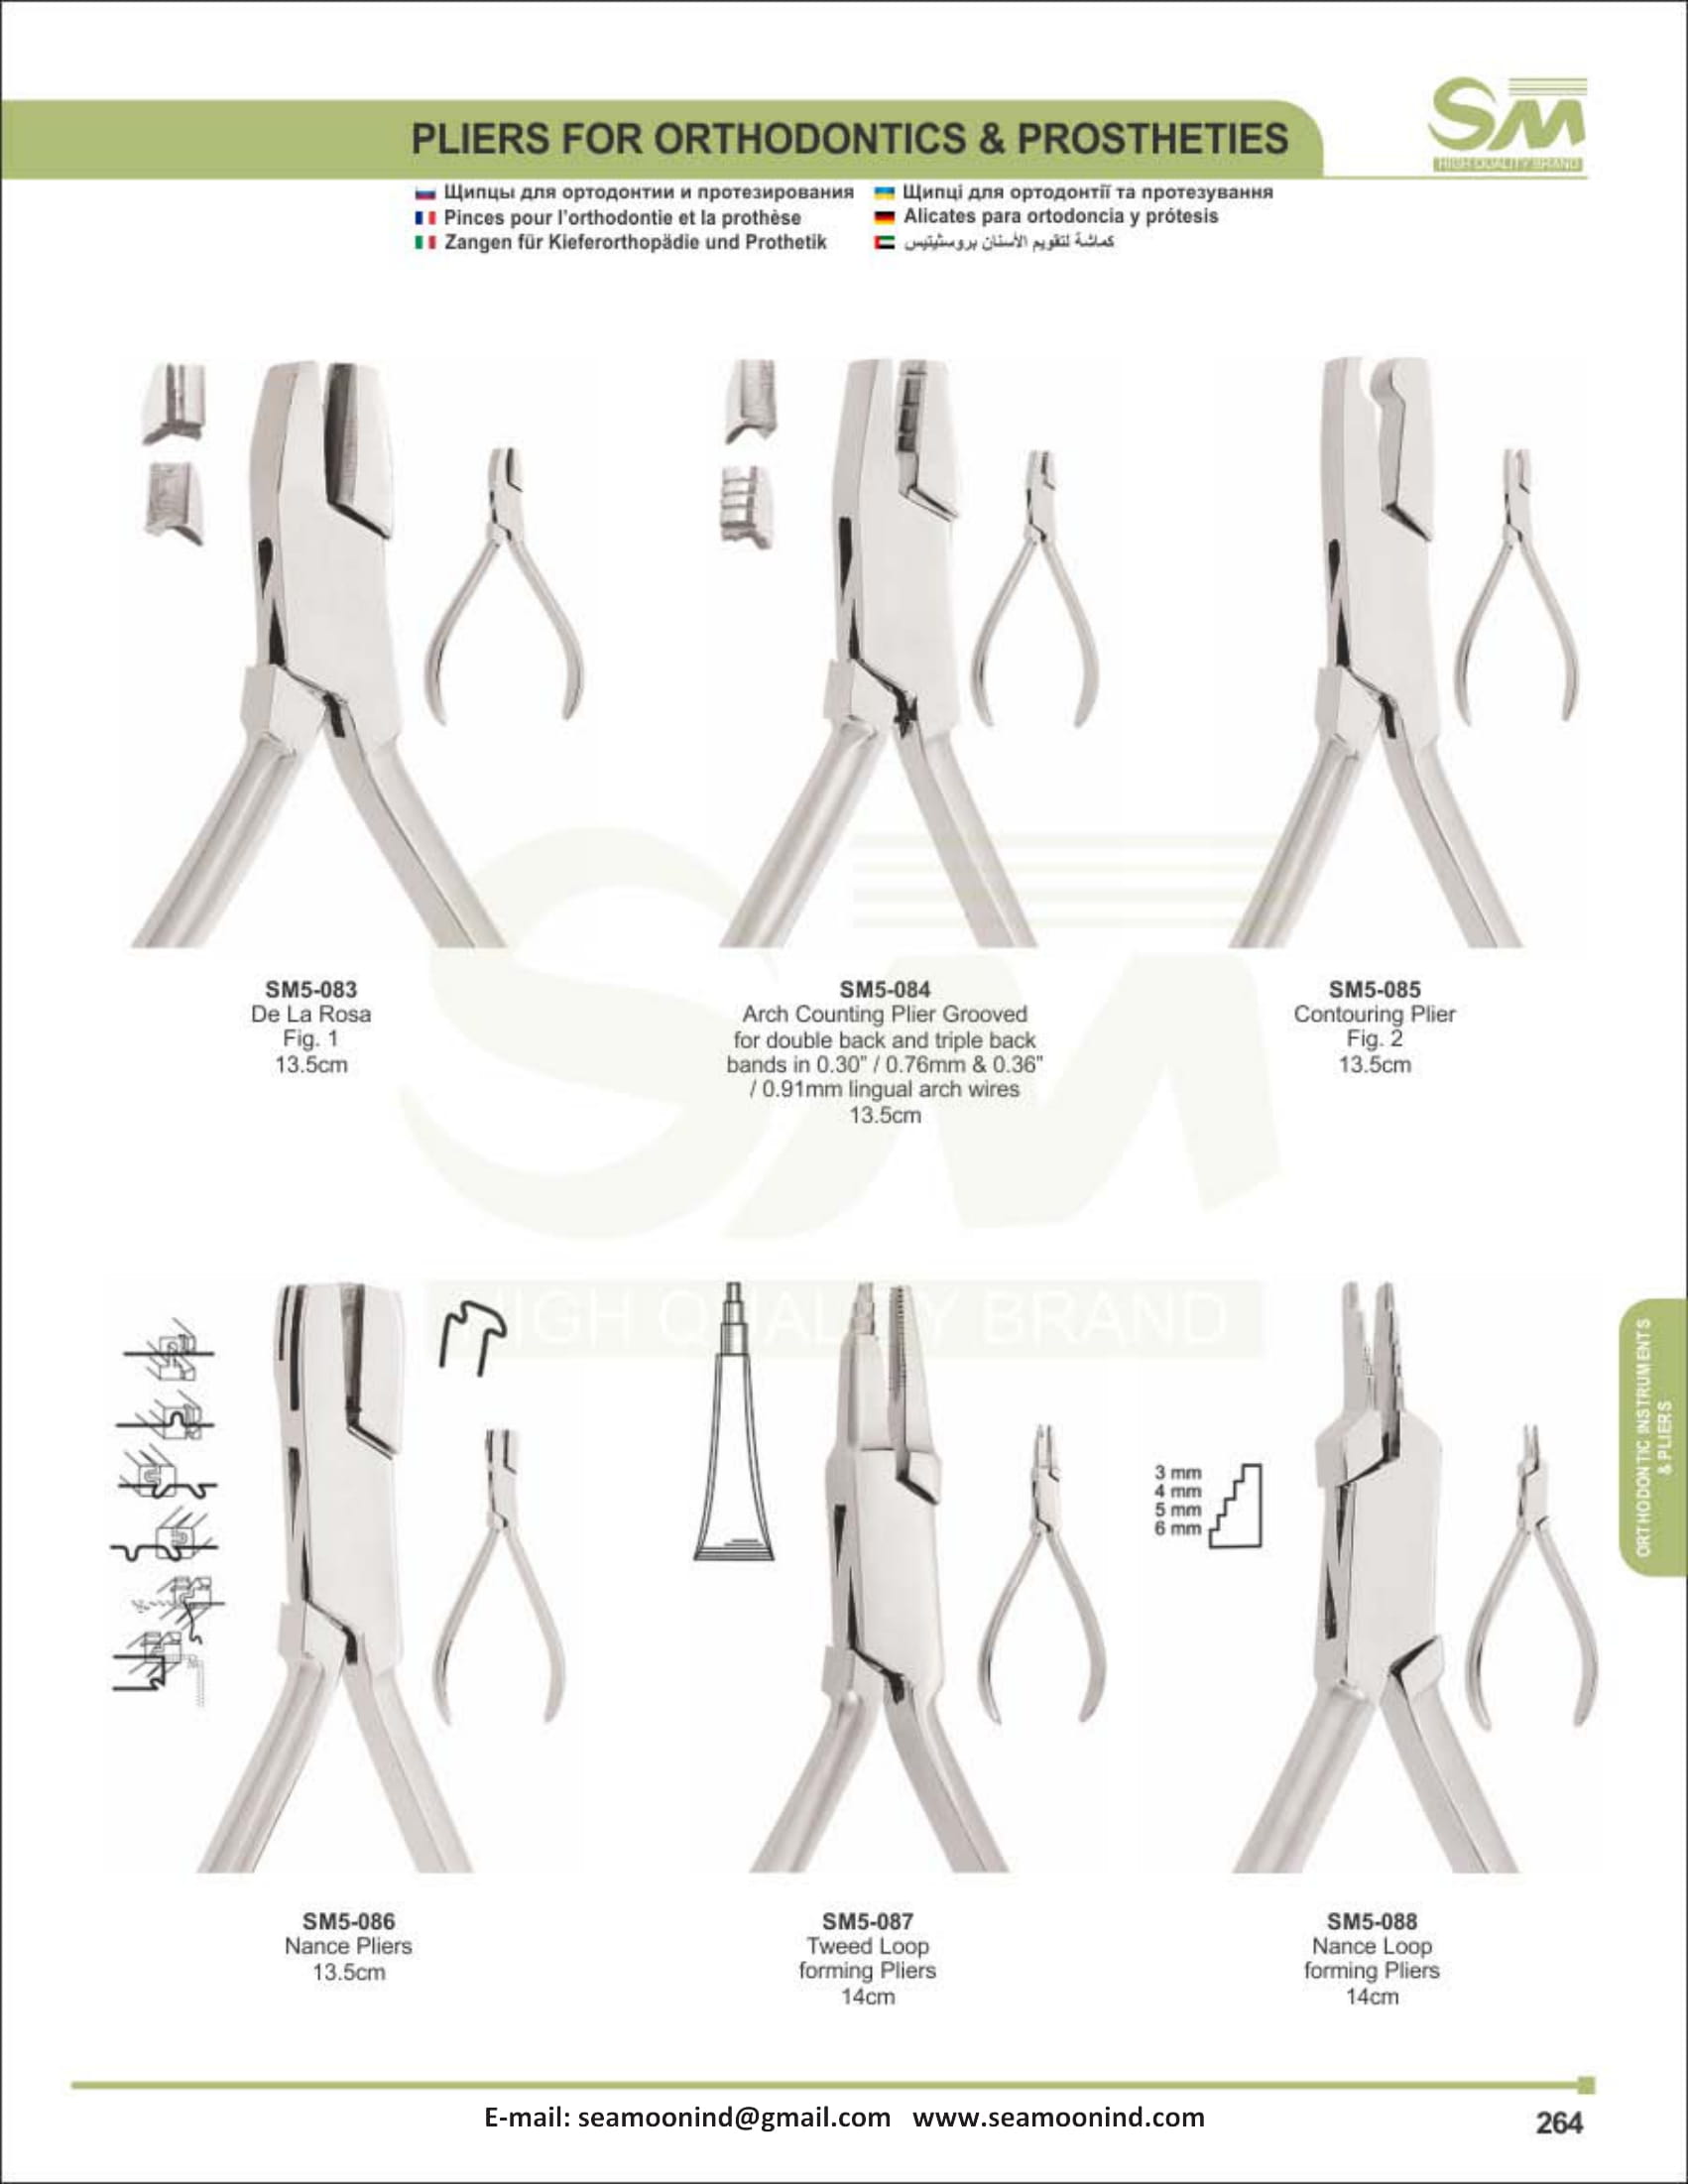 SM
HIGH QUALITY BRAND
PLIERS FOR ORTHODONTICS & PROSTHETIES
Щипцы для ортодонтии и протезирования
Щипці для ортодонтії та протезування
Pinces pour l'orthodontie et la prothèse
Alicates para ortodoncia y prótesis
Zangen für Kieferorthopädie und Prothetik
كماشة لتقويم الأسنان بروستيتيس
SM5-083
De La Rosa
Fig. 1
13.5cm
SM5-084
Arch Counting Plier Grooved
for double back and triple back
bands in 0.30" / 0.76mm & 0.36"
/ 0.91mm lingual arch wires
13.5cm
SM5-085
Contouring Plier
Fig. 2
13.5cm
SM
HIGH QUALITY BRAND
3 mm
4 mm
5 mm
6 mm
ORTHODONTIC INSTRUMENTS
& PLIERS
SM5-086
Nance Pliers
13.5cm
SM5-087
Tweed Loop
forming Pliers
14cm
SM5-088
Nance Loop
forming Pliers
14cm
E-mail: seamoonind@gmail.com www.seamoonind.com
264